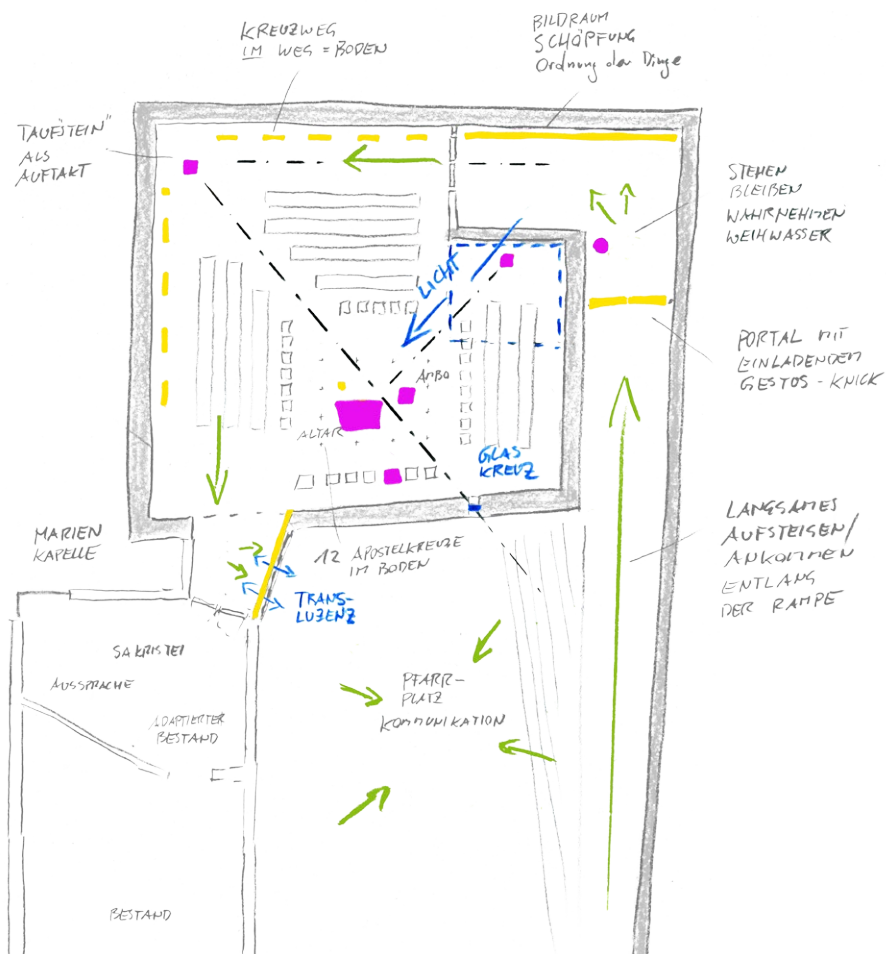 KREUZWEG
IM WEG = BODEN
BILDRAUM
SCHÖPFUNG
Ordnung der Dinge
TAUFSTEIN"
ALS
AUFTAKT
STEHEN
BLEIBEN
WAHRNEHMEN
WEIHWASSER
LICHT
PORTAL MIT
EINLADENDEM
GESTUS - KNICK
AMBO
ALTAR
GLAS
KREUZ
LANGSAMES
AUFSTEIGEN/
ANKOMMEN
ENTLANG
DER RAMPE
MARIEN
KAPELLE
12 APOSTELKREUZE
IM BODEN
TRANS-
LUZENZ
SAKRISTEI
AUSSPRACHE
ADAPTIERTER
BESTAND
PFARR-
PLATZ
KOMMUNIKATION
BESTAND